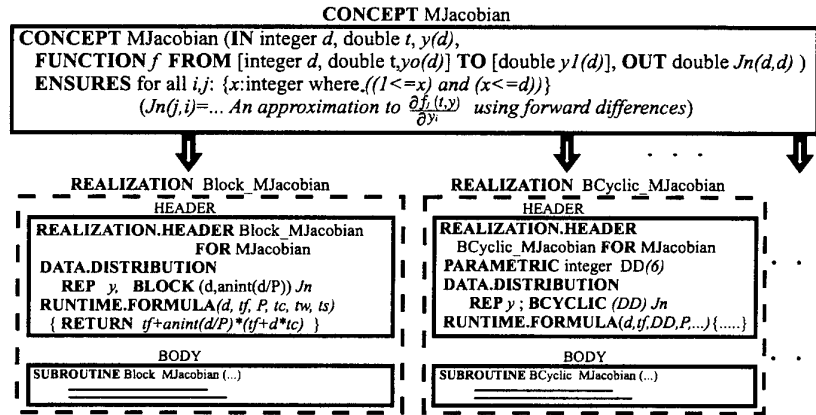 CONCEPT MJacobian
CONCEPT MJacobian (IN integer d, double t, y(d),
FUNCTION f FROM [integer d, double t,yo(d)] TO [double y1(d)], OUT double Jn(d,d) )
ENSURES for all i,j: {x:integer where ((1<=x) and (x<=d))}
(Jn(j,i)=... An approximation to ∂fj(t,y)/∂yi using forward differences)
. . .
REALIZATION Block_MJacobian
HEADER
REALIZATION.HEADER Block_MJacobian
FOR MJacobian
DATA.DISTRIBUTION
REP y, BLOCK (d,anint(d/P)) Jn
RUNTIME.FORMULA(d, tf, P, tc, tw, ts)
{ RETURN tf+anint(d/P)*(tf+d*tc) }
BODY
SUBROUTINE Block_MJacobian (...)
REALIZATION BCyclic_MJacobian
HEADER
REALIZATION.HEADER
BCyclic_MJacobian FOR MJacobian
PARAMETRIC integer DD(6)
DATA.DISTRIBUTION
REP y ; BCYCLIC (DD) Jn
RUNTIME.FORMULA(d,tf,DD,P,...){.....}
BODY
SUBROUTINE BCyclic_MJacobian (...)
. .
. .